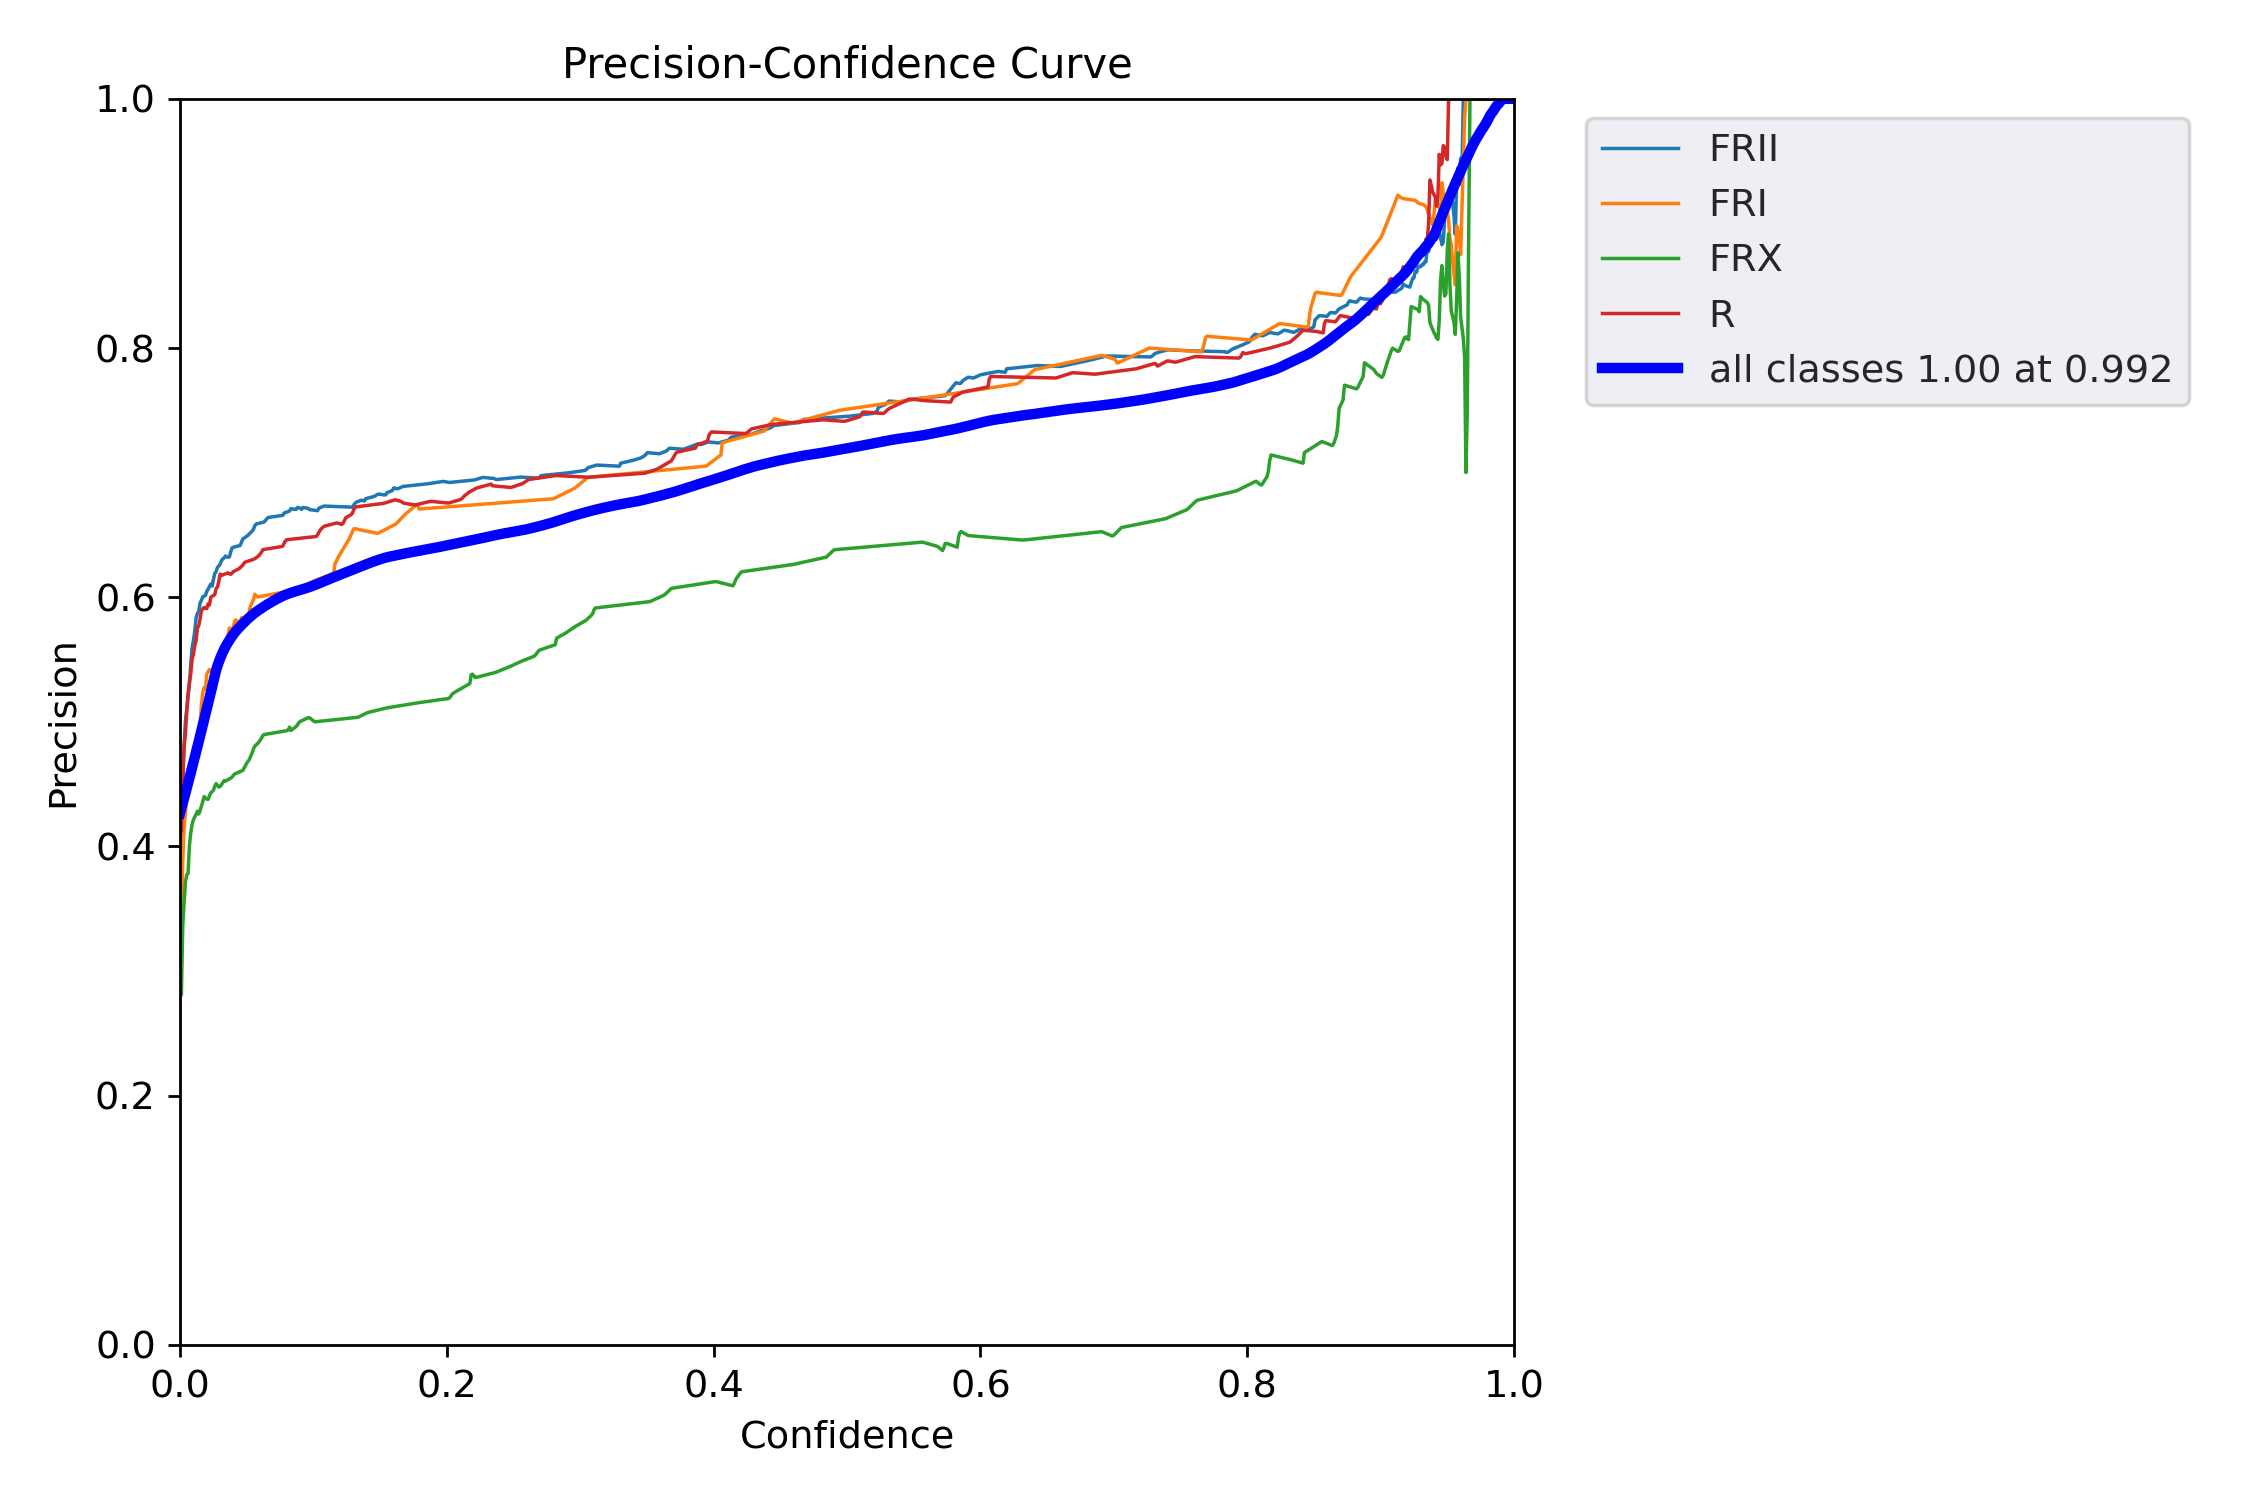 Precision-Confidence Curve
1.0
0.8
0.6
0.4
0.2
0.0
Precision
0.0 0.2 0.4 0.6 0.8 1.0
Confidence
FRII
FRI
FRX
R
all classes 1.00 at 0.992